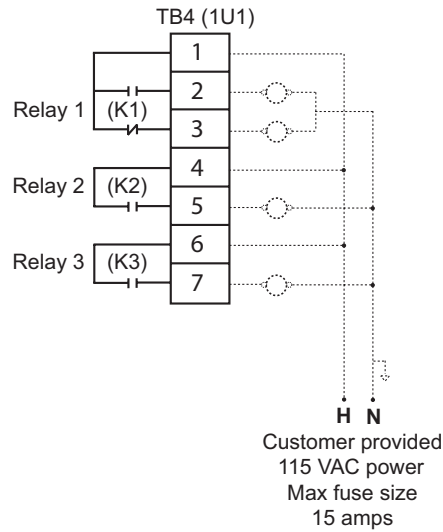 TB4 (1U1)
1
2
Relay 1 (K1)
3
4
Relay 2 (K2)
5
6
Relay 3 (K3)
7
H N
Customer provided
115 VAC power
Max fuse size
15 amps